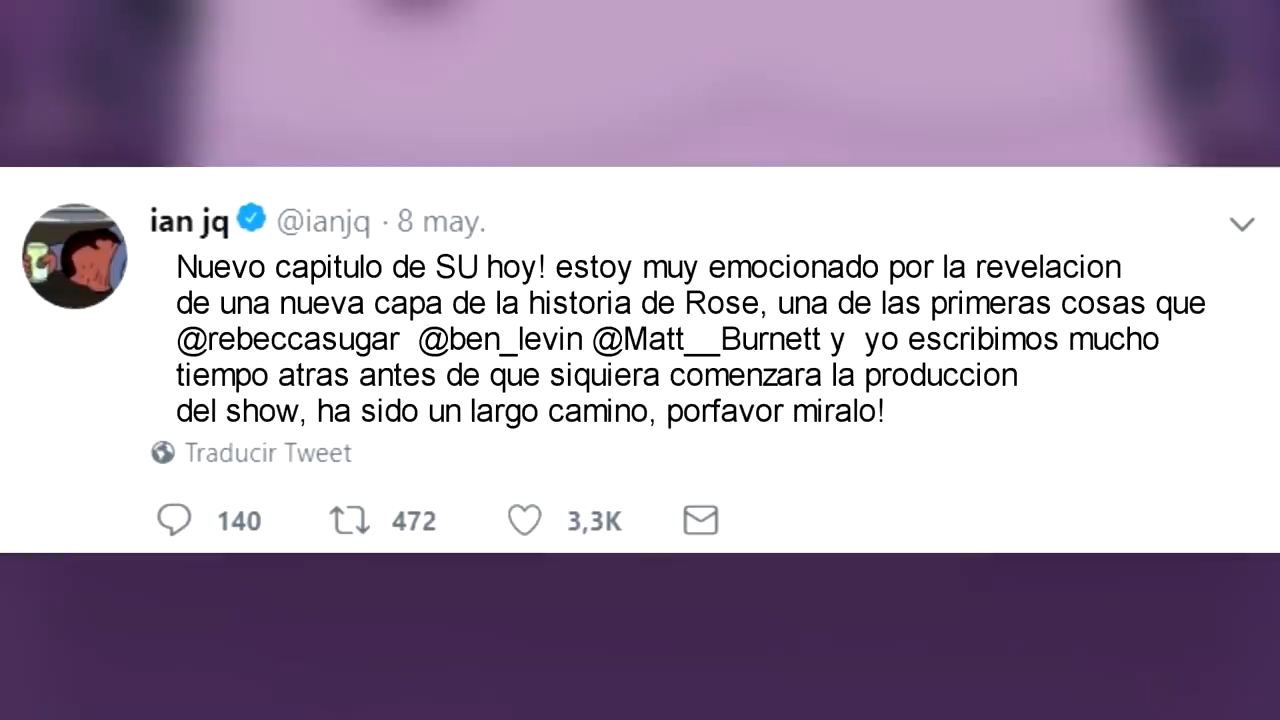 ian jq @ianjq · 8 may.
Nuevo capitulo de SU hoy! estoy muy emocionado por la revelacion
de una nueva capa de la historia de Rose, una de las primeras cosas que
@rebeccasugar @ben_levin @Matt__Burnett y yo escribimos mucho
tiempo atras antes de que siquiera comenzara la produccion
del show, ha sido un largo camino, porfavor miralo!
Traducir Tweet
140 472 3,3K